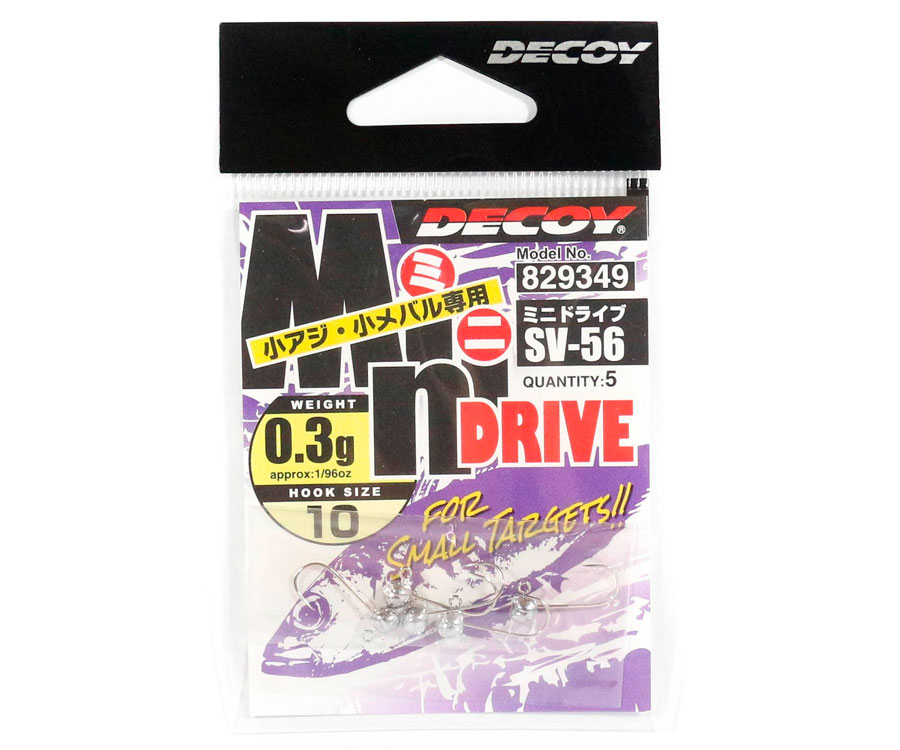 DECOY
DECOY®
Model No.
829349
ミニドライブ
SV-56
QUANTITY:5
Mini
ミニ
小アジ・小メバル専用
DRIVE
WEIGHT
0.3g
approx:1/96oz
HOOK SIZE
10
FOR
SMALL TARGETS!!